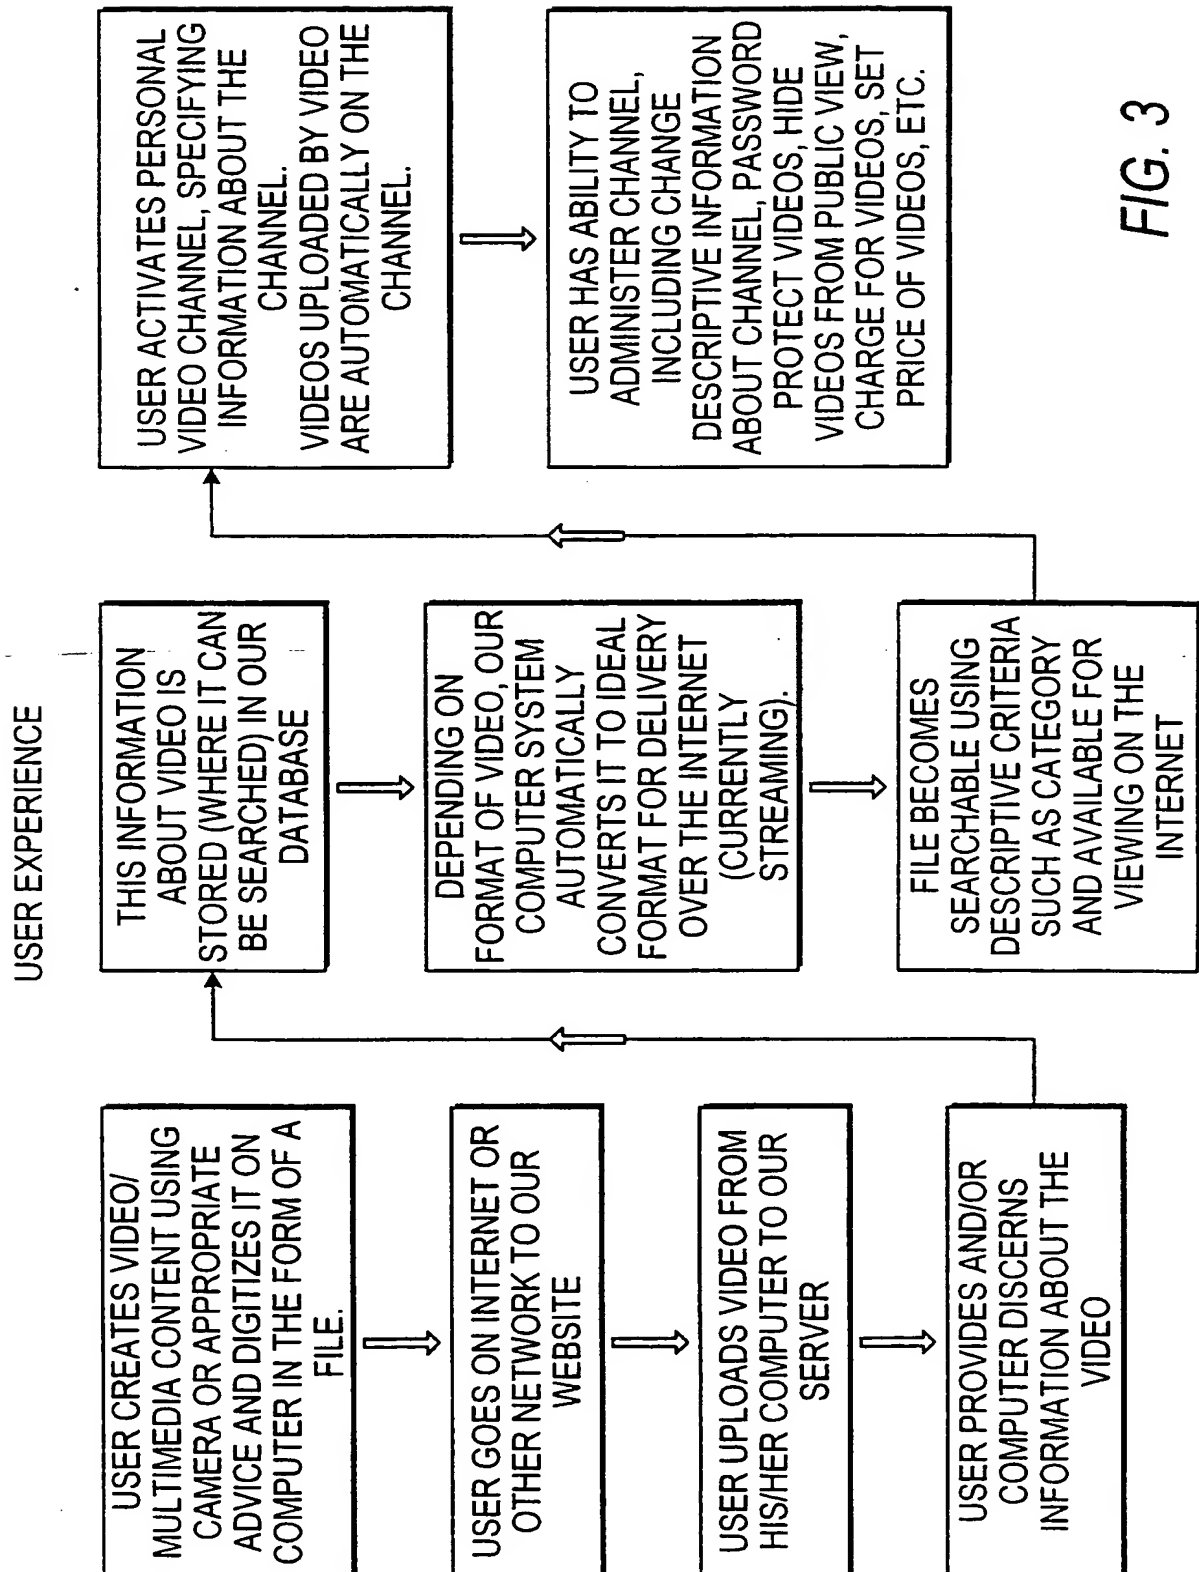 USER EXPERIENCE
USER CREATES VIDEO/
MULTIMEDIA CONTENT USING
CAMERA OR APPROPRIATE
ADVICE AND DIGITIZES IT ON
COMPUTER IN THE FORM OF A
FILE.
USER GOES ON INTERNET OR
OTHER NETWORK TO OUR
WEBSITE
USER UPLOADS VIDEO FROM
HIS/HER COMPUTER TO OUR
SERVER
USER PROVIDES AND/OR
COMPUTER DISCERNS
INFORMATION ABOUT THE
VIDEO
THIS INFORMATION
ABOUT VIDEO IS
STORED (WHERE IT CAN
BE SEARCHED) IN OUR
DATABASE
DEPENDING ON
FORMAT OF VIDEO, OUR
COMPUTER SYSTEM
AUTOMATICALLY
CONVERTS IT TO IDEAL
FORMAT FOR DELIVERY
OVER THE INTERNET
(CURRENTLY
STREAMING).
FILE BECOMES
SEARCHABLE USING
DESCRIPTIVE CRITERIA
SUCH AS CATEGORY
AND AVAILABLE FOR
VIEWING ON THE
INTERNET
USER ACTIVATES PERSONAL
VIDEO CHANNEL, SPECIFYING
INFORMATION ABOUT THE
CHANNEL.
VIDEOS UPLOADED BY VIDEO
ARE AUTOMATICALLY ON THE
CHANNEL.
USER HAS ABILITY TO
ADMINISTER CHANNEL,
INCLUDING CHANGE
DESCRIPTIVE INFORMATION
ABOUT CHANNEL, PASSWORD
PROTECT VIDEOS, HIDE
VIDEOS FROM PUBLIC VIEW,
CHARGE FOR VIDEOS, SET
PRICE OF VIDEOS, ETC.
FIG. 3